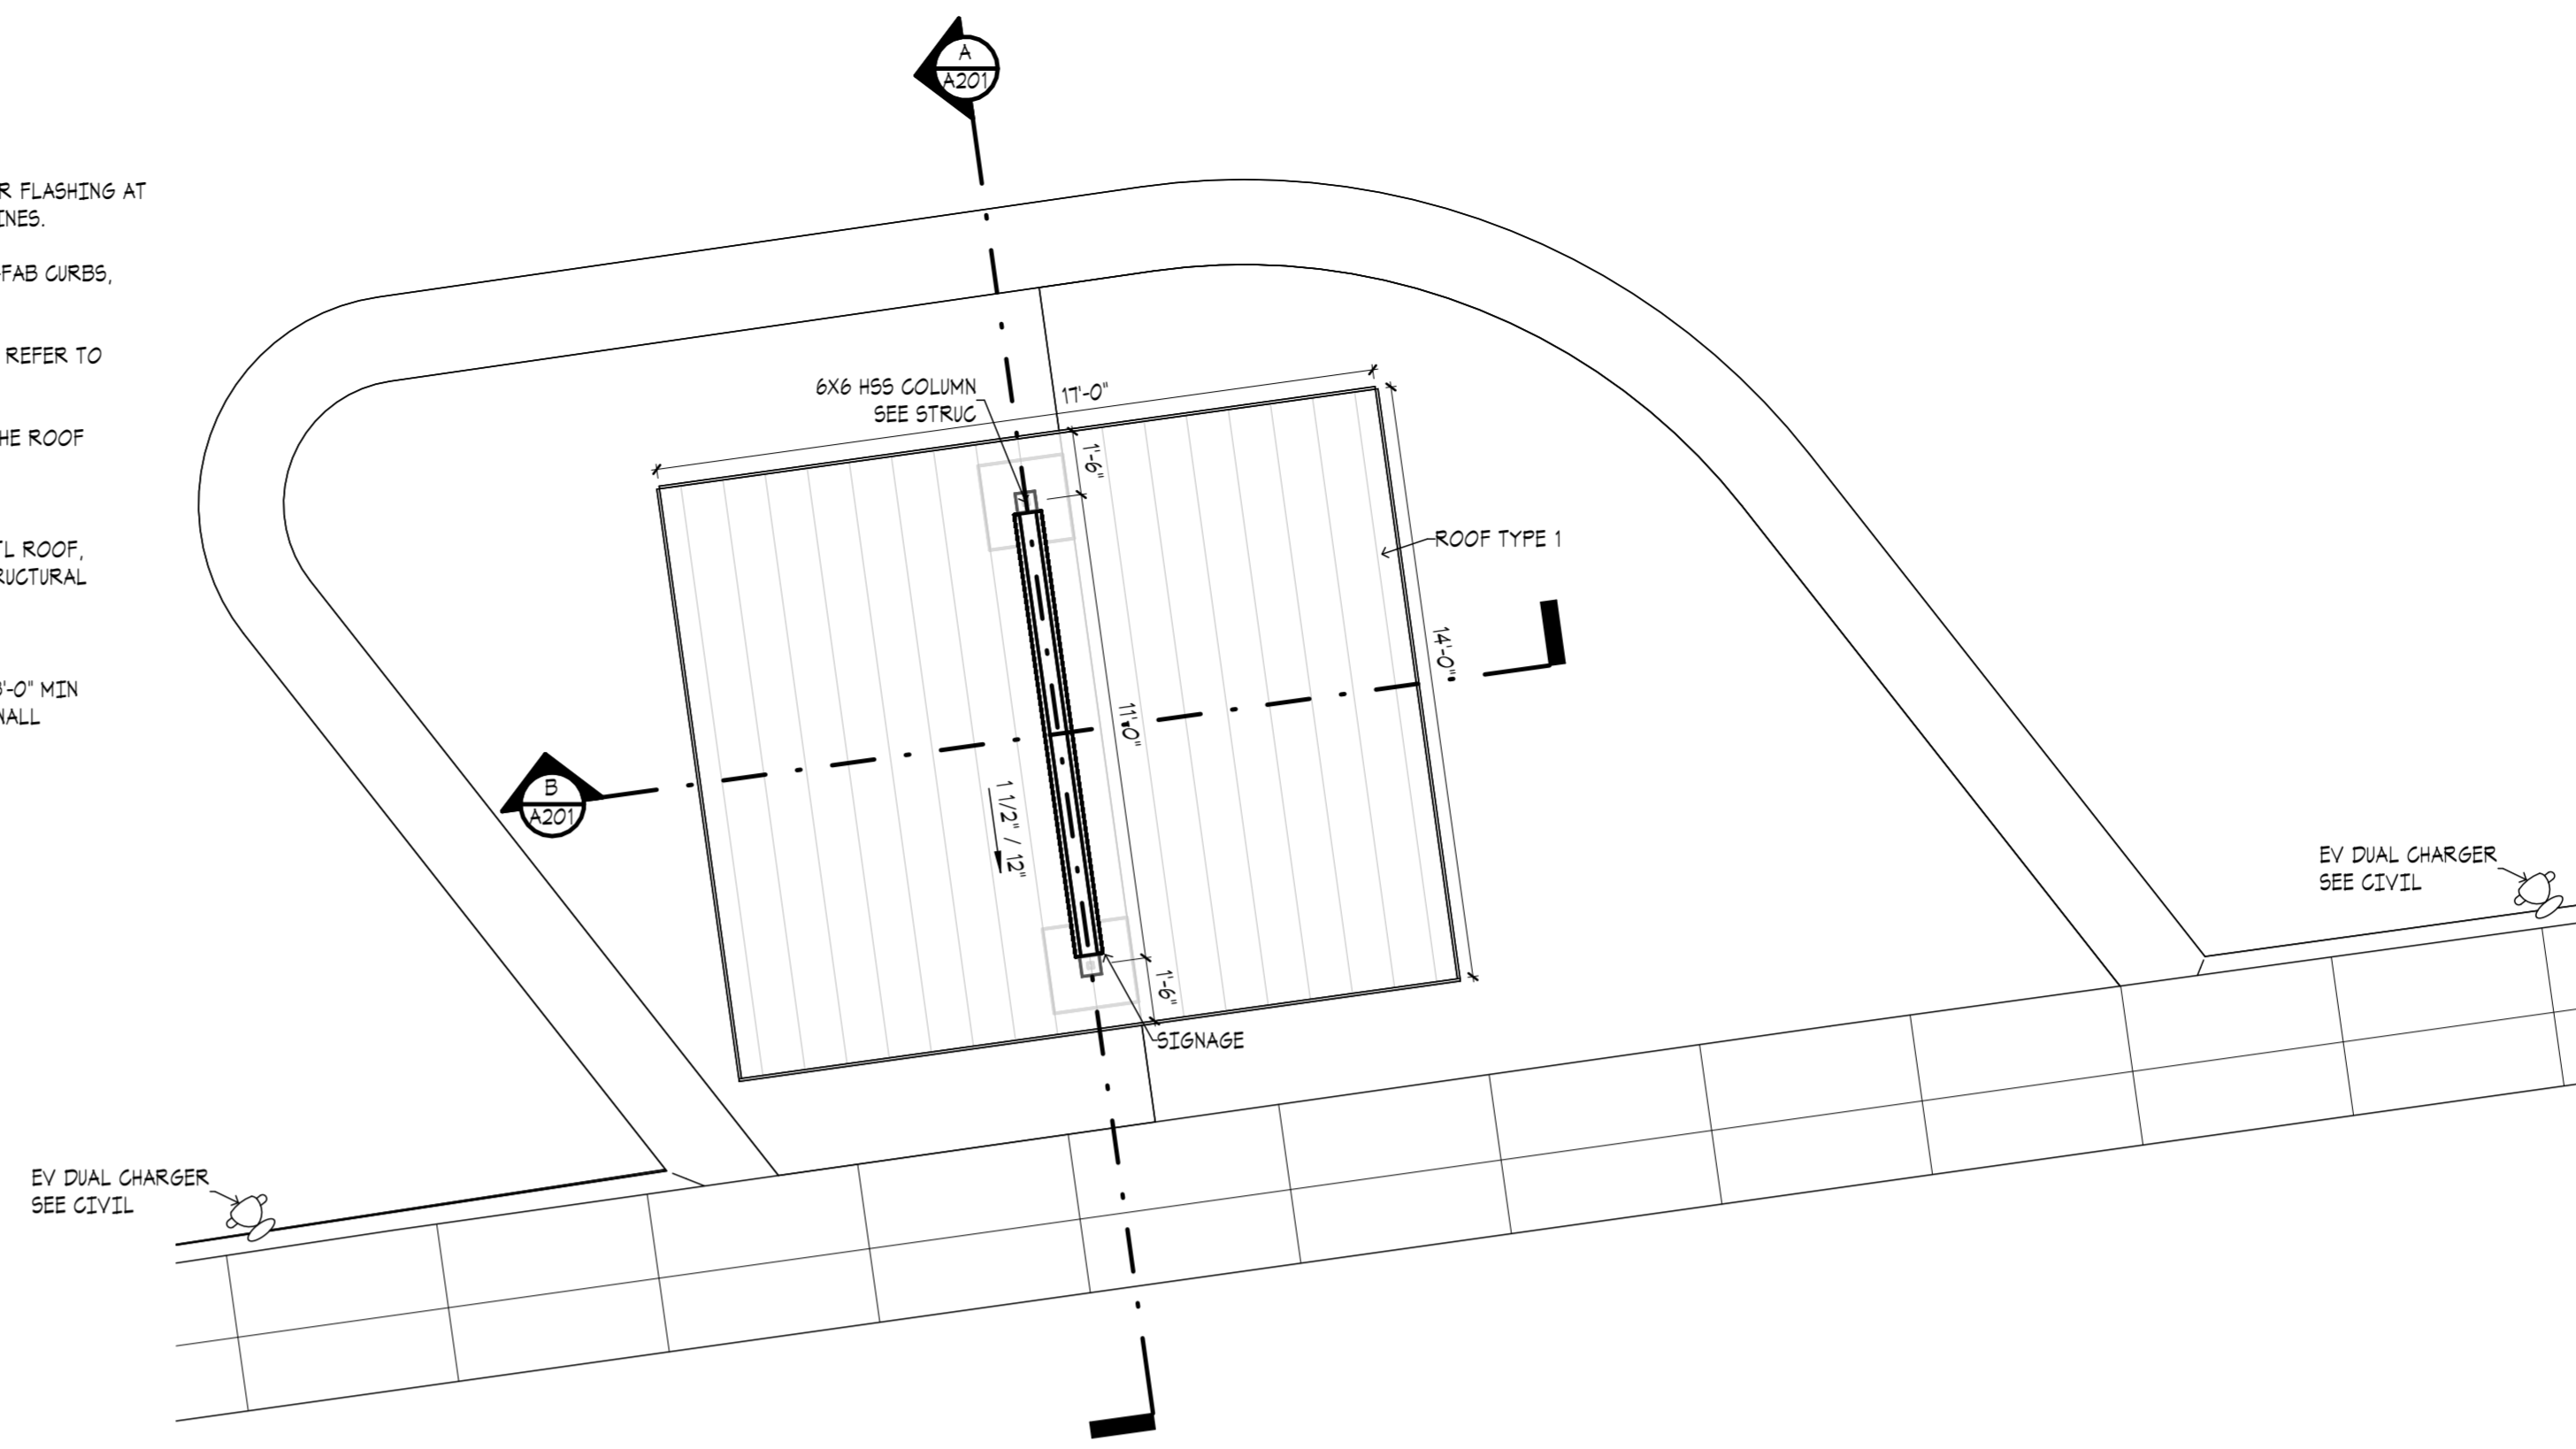 R FLASHING AT
INES.
FAB CURBS,
REFER TO
HE ROOF
TL ROOF,
RUCTURAL
3'-0" MIN
WALL
A
A201
6X6 HSS COLUMN
SEE STRUC
17'-0"
1'-6"
ROOF TYPE 1
14'-0"
11'-0"
B
A201
1 1/2" / 12"
1'-6"
SIGNAGE
EV DUAL CHARGER
SEE CIVIL
EV DUAL CHARGER
SEE CIVIL